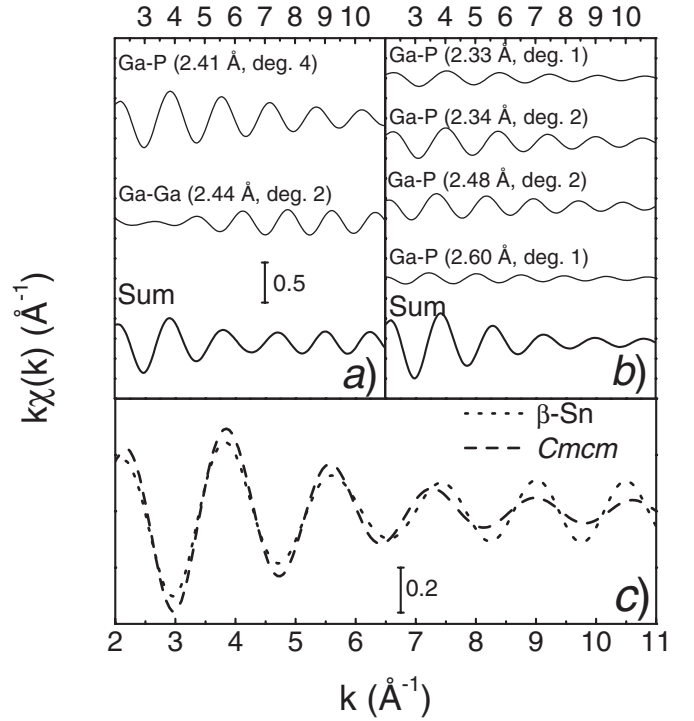 3 4 5 6 7 8 9 10 3 4 5 6 7 8 9 10
Ga-P (2.41 Å, deg. 4)
Ga-Ga (2.44 Å, deg. 2)
0.5
Sum
a)
Ga-P (2.33 Å, deg. 1)
Ga-P (2.34 Å, deg. 2)
Ga-P (2.48 Å, deg. 2)
Ga-P (2.60 Å, deg. 1)
Sum
b)
kχ(k) (Å⁻¹)
β-Sn
Cmcm
0.2
c)
2 3 4 5 6 7 8 9 10 11
k (Å⁻¹)